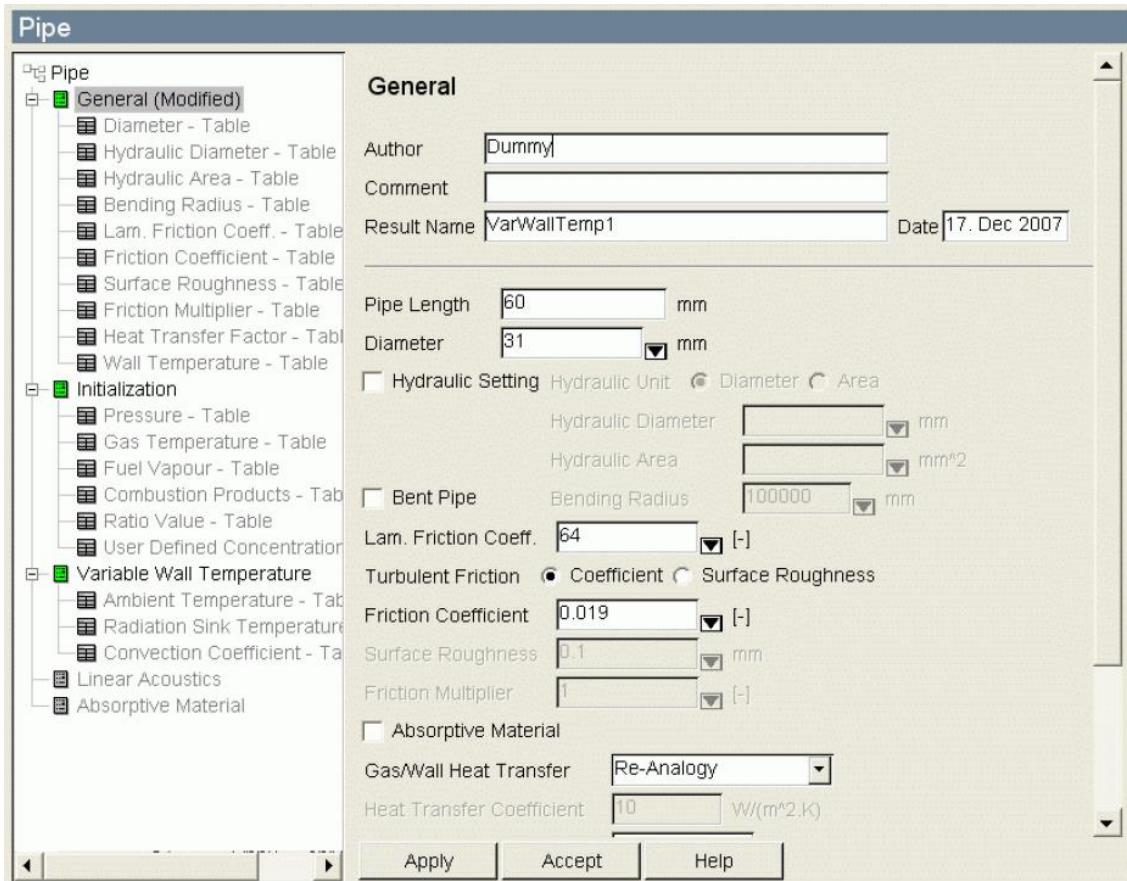 Pipe
Pipe
General (Modified)
Diameter - Table
Hydraulic Diameter - Table
Hydraulic Area - Table
Bending Radius - Table
Lam. Friction Coeff. - Table
Friction Coefficient - Table
Surface Roughness - Table
Friction Multiplier - Table
Heat Transfer Factor - Tabl
Wall Temperature - Table
Initialization
Pressure - Table
Gas Temperature - Table
Fuel Vapour - Table
Combustion Products - Tab
Ratio Value - Table
User Defined Concentration
Variable Wall Temperature
Ambient Temperature - Tab
Radiation Sink Temperature
Convection Coefficient - Ta
Linear Acoustics
Absorptive Material
General
Author Dummy
Comment
Result Name VarWallTemp1 Date 17. Dec 2007
Pipe Length 60 mm
Diameter 31 mm
Hydraulic Setting Hydraulic Unit Diameter Area
Hydraulic Diameter mm
Hydraulic Area mm^2
Bent Pipe Bending Radius 100000 mm
Lam. Friction Coeff. 64 [-]
Turbulent Friction Coefficient Surface Roughness
Friction Coefficient 0.019 [-]
Surface Roughness 0.1 mm
Friction Multiplier 1 [-]
Absorptive Material
Gas/Wall Heat Transfer Re-Analogy
Heat Transfer Coefficient 10 W/(m^2.K)
Apply Accept Help